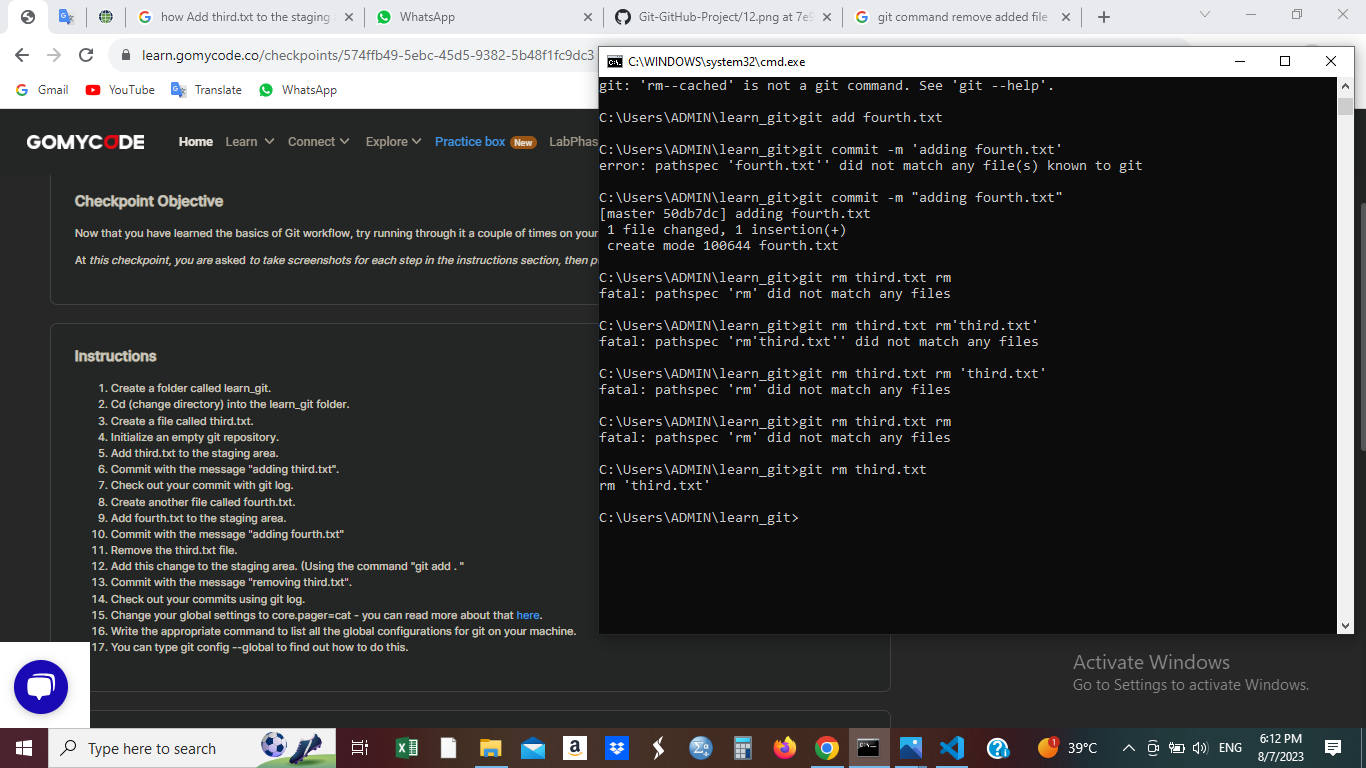 how Add third.txt to the staging
WhatsApp
Git-GitHub-Project/12.png at 7e9
git command remove added file
learn.gomycode.co/checkpoints/574ffb49-5ebc-45d5-9382-5b48f1fc9dc3
Gmail
YouTube
Translate
WhatsApp
GOMYCODE
Home
Learn
Connect
Explore
Practice box New
LabPhas
Checkpoint Objective
Now that you have learned the basics of Git workflow, try running through it a couple of times on your
At this checkpoint, you are asked to take screenshots for each step in the instructions section, then p
Instructions
1. Create a folder called learn_git.
2. Cd (change directory) into the learn_git folder.
3. Create a file called third.txt.
4. Initialize an empty git repository.
5. Add third.txt to the staging area.
6. Commit with the message "adding third.txt".
7. Check out your commit with git log.
8. Create another file called fourth.txt.
9. Add fourth.txt to the staging area.
10. Commit with the message "adding fourth.txt"
11. Remove the third.txt file.
12. Add this change to the staging area. (Using the command "git add . "
13. Commit with the message "removing third.txt".
14. Check out your commits using git log.
15. Change your global settings to core.pager=cat - you can read more about that here.
16. Write the appropriate command to list all the global configurations for git on your machine.
17. You can type git config --global to find out how to do this.
C:\WINDOWS\system32\cmd.exe
git: 'rm--cached' is not a git command. See 'git --help'.
C:\Users\ADMIN\learn_git>git add fourth.txt
C:\Users\ADMIN\learn_git>git commit -m 'adding fourth.txt'
error: pathspec 'fourth.txt'' did not match any file(s) known to git
C:\Users\ADMIN\learn_git>git commit -m "adding fourth.txt"
[master 50db7dc] adding fourth.txt
1 file changed, 1 insertion(+)
create mode 100644 fourth.txt
C:\Users\ADMIN\learn_git>git rm third.txt rm
fatal: pathspec 'rm' did not match any files
C:\Users\ADMIN\learn_git>git rm third.txt rm'third.txt'
fatal: pathspec 'rm'third.txt'' did not match any files
C:\Users\ADMIN\learn_git>git rm third.txt rm 'third.txt'
fatal: pathspec 'rm' did not match any files
C:\Users\ADMIN\learn_git>git rm third.txt rm
fatal: pathspec 'rm' did not match any files
C:\Users\ADMIN\learn_git>git rm third.txt
rm 'third.txt'
C:\Users\ADMIN\learn_git>
Activate Windows
Go to Settings to activate Windows.
Type here to search
1
39°C
ENG
6:12 PM
8/7/2023